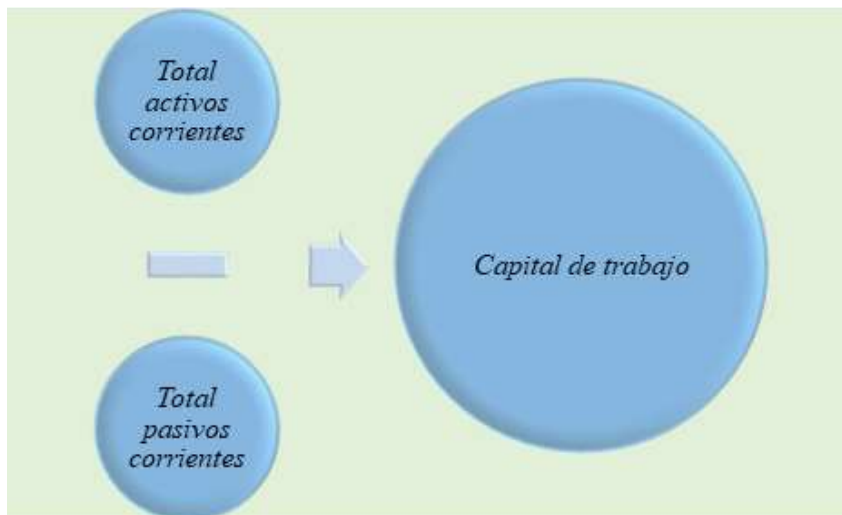 Total
activos
corrientes
Capital de trabajo
Total
pasivos
corrientes